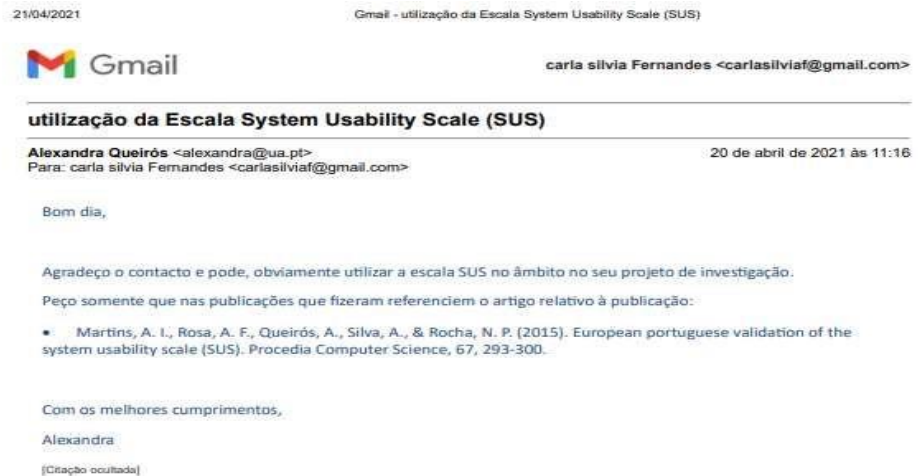 21/04/2021 Gmail - utilização da Escala System Usability Scale (SUS)
Gmail carla silvia Fernandes <carlasilviaf@gmail.com>
utilização da Escala System Usability Scale (SUS)
Alexandra Queirós <alexandra@ua.pt> 20 de abril de 2021 às 11:16
Para: carla silvia Fernandes <carlasilviaf@gmail.com>
Bom dia,
Agradeço o contacto e pode, obviamente utilizar a escala SUS no âmbito no seu projeto de investigação.
Peço somente que nas publicações que fizeram referenciem o artigo relativo à publicação:
• Martins, A. I., Rosa, A. F., Queirós, A., Silva, A., & Rocha, N. P. (2015). European portuguese validation of the
system usability scale (SUS). Procedia Computer Science, 67, 293-300.
Com os melhores cumprimentos,
Alexandra
[Citação ocultada]